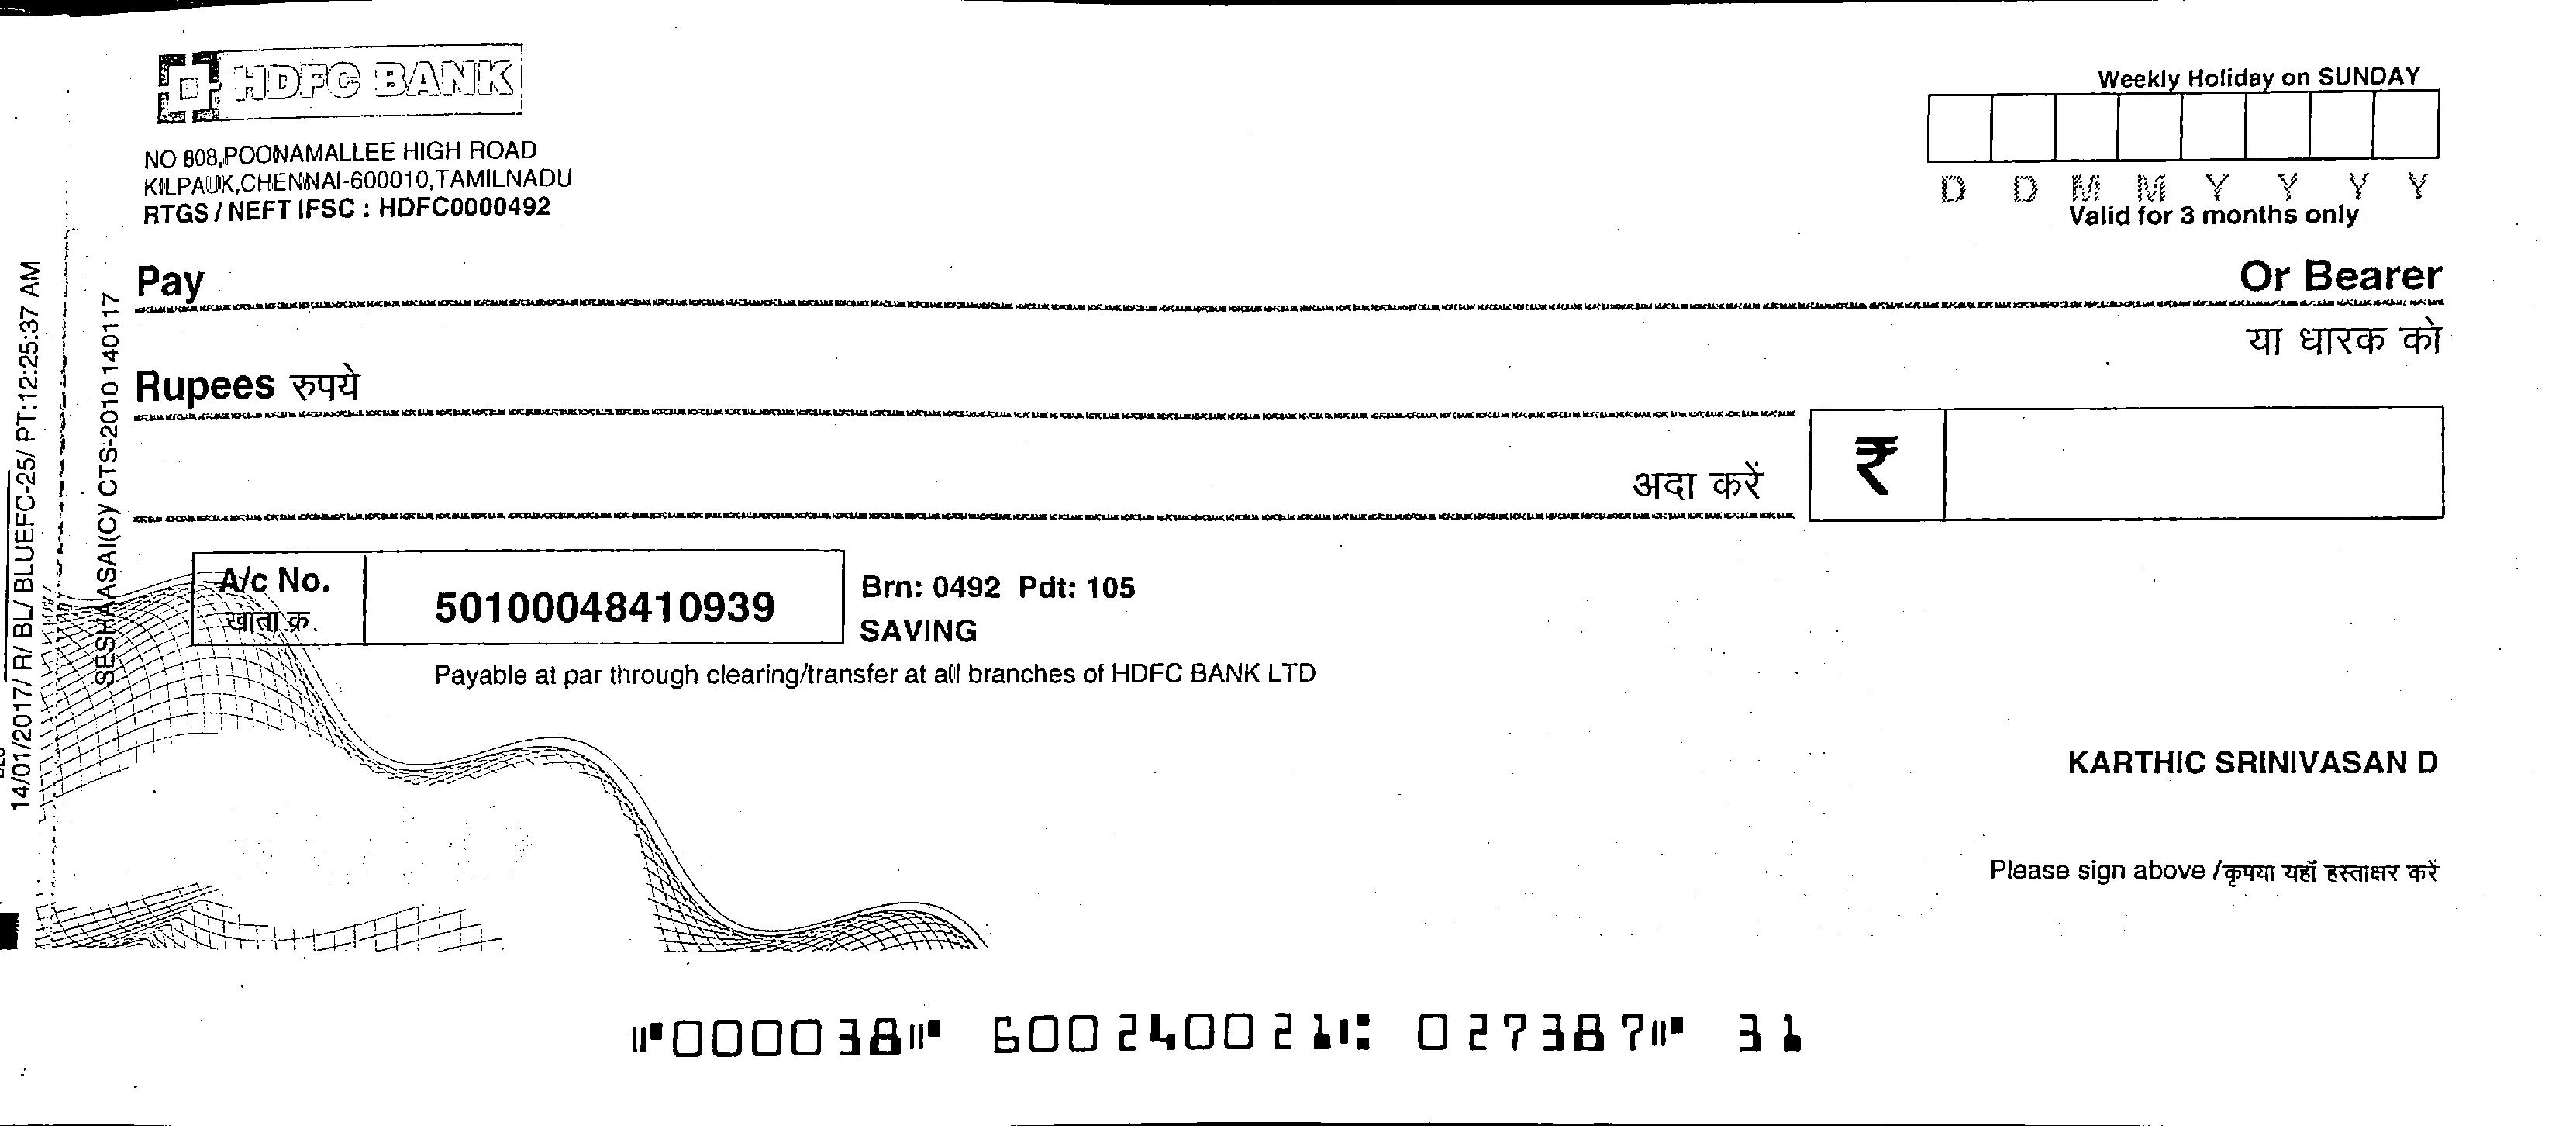 HDFC BANK
NO 808,POONAMALLEE HIGH ROAD
KILPAUK,CHENNAI-600010,TAMILNADU
RTGS / NEFT IFSC : HDFC0000492
Weekly Holiday on SUNDAY
D D M M Y Y Y Y
Valid for 3 months only
Pay
Or Bearer
या धारक को
Rupees रुपये
अदा करें
₹
A/c No.
खाता क्र.
50100048410939
Brn: 0492 Pdt: 105
SAVING
Payable at par through clearing/transfer at all branches of HDFC BANK LTD
KARTHIC SRINIVASAN D
Please sign above /कृपया यहाँ हस्ताक्षर करें
⑈000038⑈ 600240021⑆ 027387⑈ 31
14/01/2017/ R/ BL/ BLUEFC-25/ PT:12:25:37 AM
SESHAASAI(C)/ CTS-2010 140117